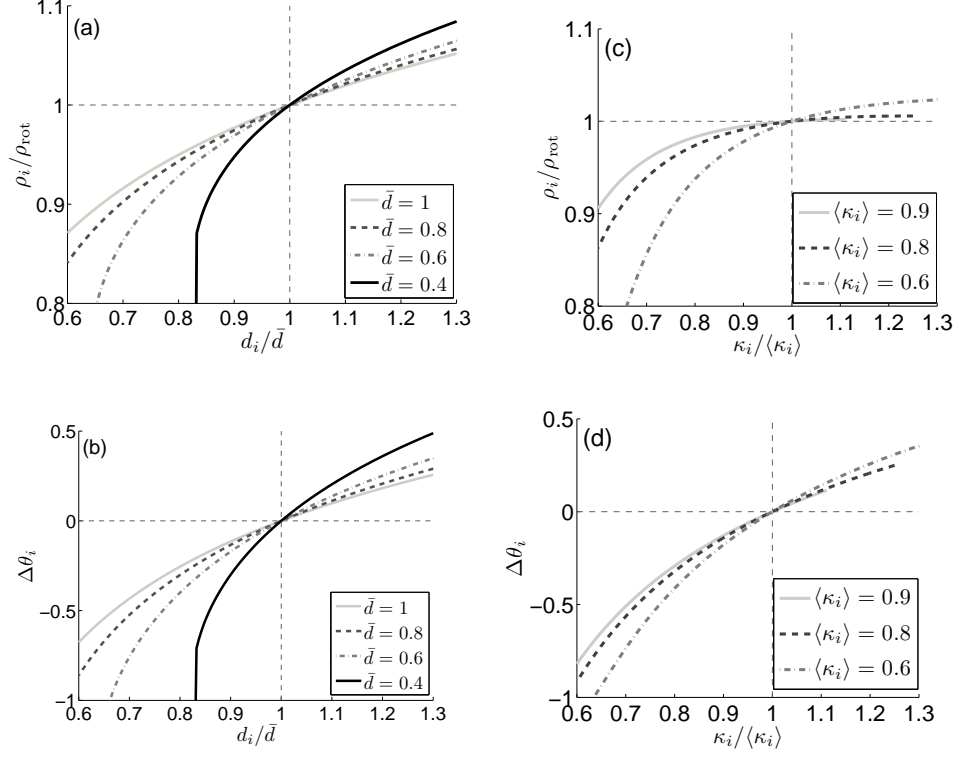 (a)
1.1
1
0.9
0.8
ρ_i/ρ_rot
0.6 0.7 0.8 0.9 1 1.1 1.2 1.3
d_i/d̄
d̄ = 1
d̄ = 0.8
d̄ = 0.6
d̄ = 0.4
(c)
1.1
1
0.9
0.8
ρ_i/ρ_rot
0.6 0.7 0.8 0.9 1 1.1 1.2 1.3
κ_i/⟨κ_i⟩
⟨κ_i⟩ = 0.9
⟨κ_i⟩ = 0.8
⟨κ_i⟩ = 0.6
(b)
0.5
0
−0.5
−1
Δθ_i
0.6 0.7 0.8 0.9 1 1.1 1.2 1.3
d_i/d̄
d̄ = 1
d̄ = 0.8
d̄ = 0.6
d̄ = 0.4
(d)
0.5
0
−0.5
−1
Δθ_i
0.6 0.7 0.8 0.9 1 1.1 1.2 1.3
κ_i/⟨κ_i⟩
⟨κ_i⟩ = 0.9
⟨κ_i⟩ = 0.8
⟨κ_i⟩ = 0.6